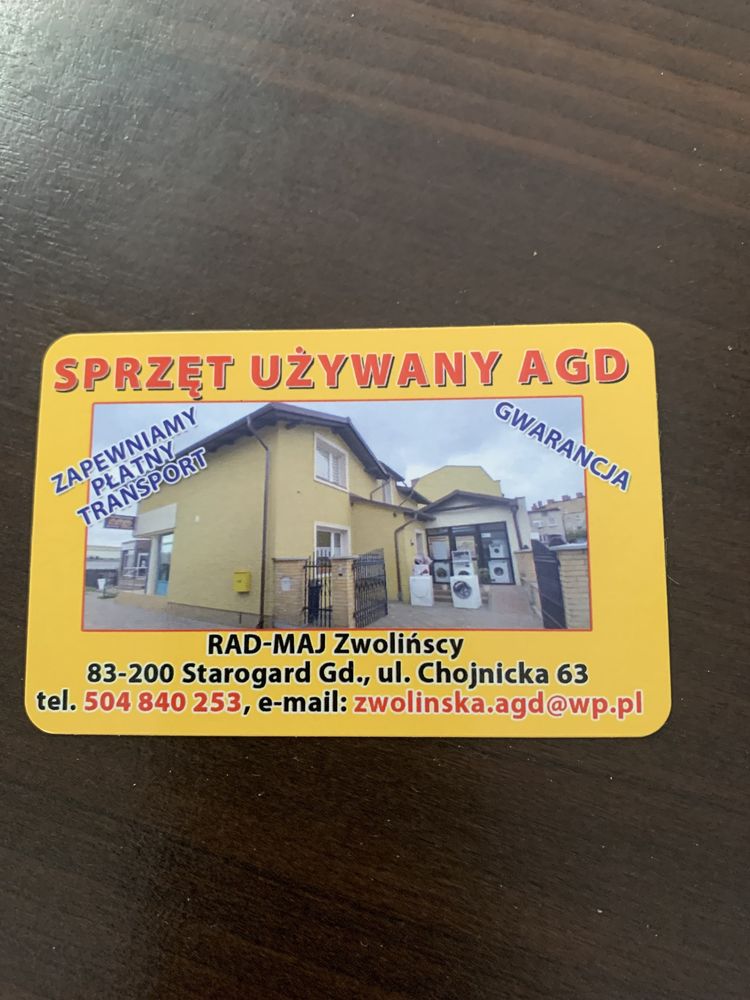 SPRZĘT UŻYWANY AGD
ZAPEWNIAMY
PŁATNY
TRANSPORT
GWARANCJA
RAD-MAJ Zwolińscy
83-200 Starogard Gd., ul. Chojnicka 63
tel. 504 840 253, e-mail: zwolinska.agd@wp.pl